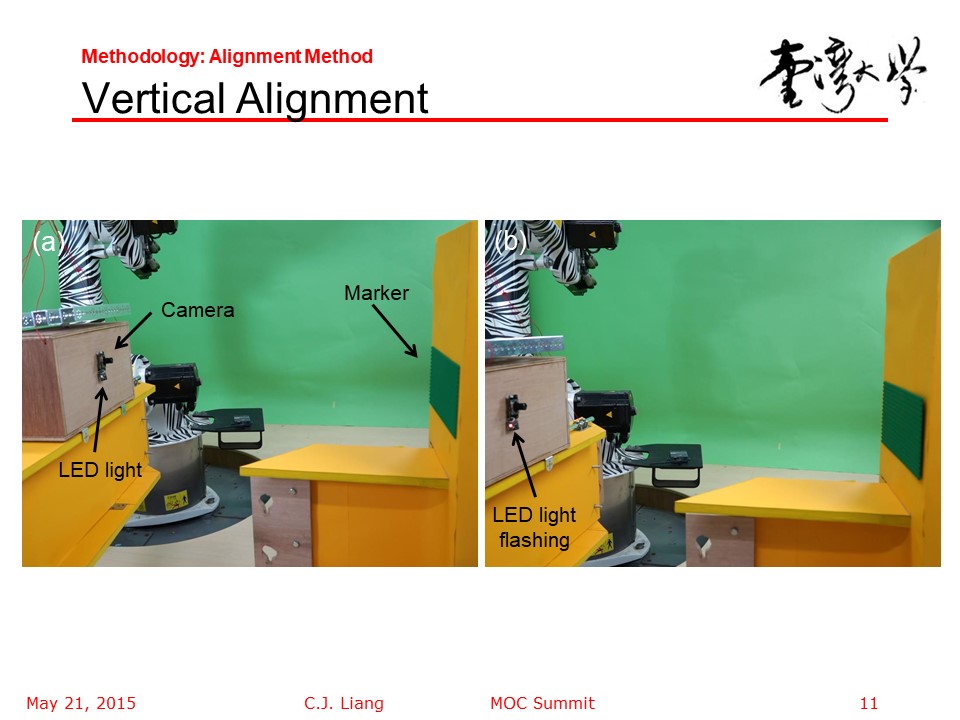 Methodology: Alignment Method
Vertical Alignment
臺灣大學
(a)
Camera
Marker
LED light
(b)
LED light
flashing
May 21, 2015
C.J. Liang
MOC Summit
11